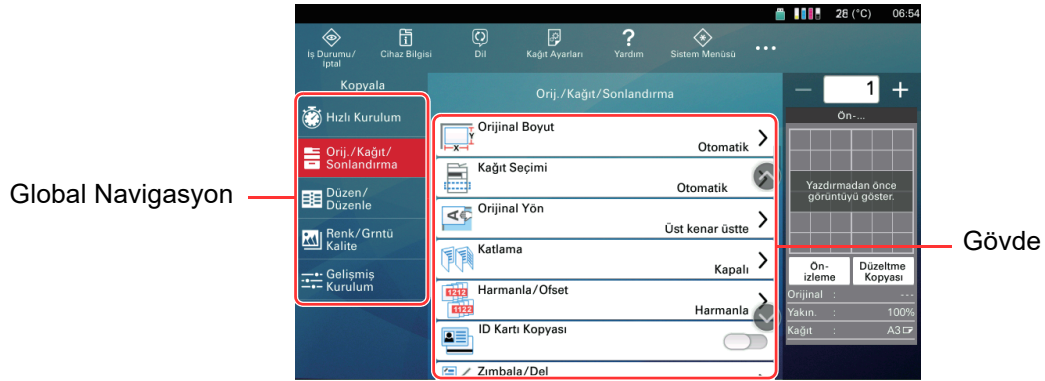 28 (°C) 06:54
İş Durumu/
İptal
Cihaz Bilgisi
Dil
Kağıt Ayarları
Yardım
Sistem Menüsü
Kopyala
Orij./Kağıt/Sonlandırma
1
Ön-...
Hızlı Kurulum
Orij./Kağıt/
Sonlandırma
Düzen/
Düzenle
Renk/Grntü
Kalite
Gelişmiş
Kurulum
Orijinal Boyut
Otomatik
Kağıt Seçimi
Otomatik
Orijinal Yön
Üst kenar üstte
Katlama
Kapalı
Harmanla/Ofset
Harmanla
ID Kartı Kopyası
Zımbala/Del
Yazdırmadan önce
görüntüyü göster.
Ön-
izleme
Düzeltme
Kopyası
Orijinal : ---
Yakın. : 100%
Kağıt : A3
Global Navigasyon
Gövde